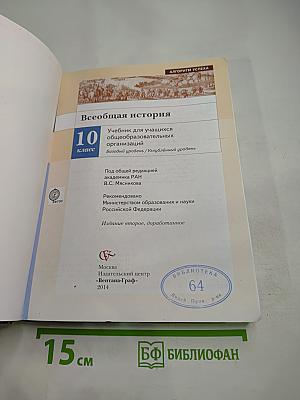 АЛГОРИТМ УСПЕХА
Всеобщая история
10
класс
Учебник для учащихся
общеобразовательных
организаций
Базовый уровень / Углублённый уровень
Под общей редакцией
академика РАН
В.С. Мясникова
Рекомендовано
Министерством образования и науки
Российской Федерации
Издание второе, доработанное
Москва
Издательский центр
«Вентана-Граф»
2014
БИБЛИОТЕКА
64
15 см
БФ БИБЛИОФАН